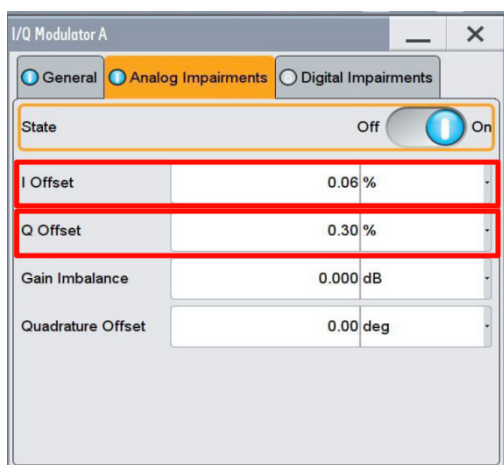 I/Q Modulator A
General Analog Impairments Digital Impairments
State Off On
I Offset 0.06 %
Q Offset 0.30 %
Gain Imbalance 0.000 dB
Quadrature Offset 0.00 deg